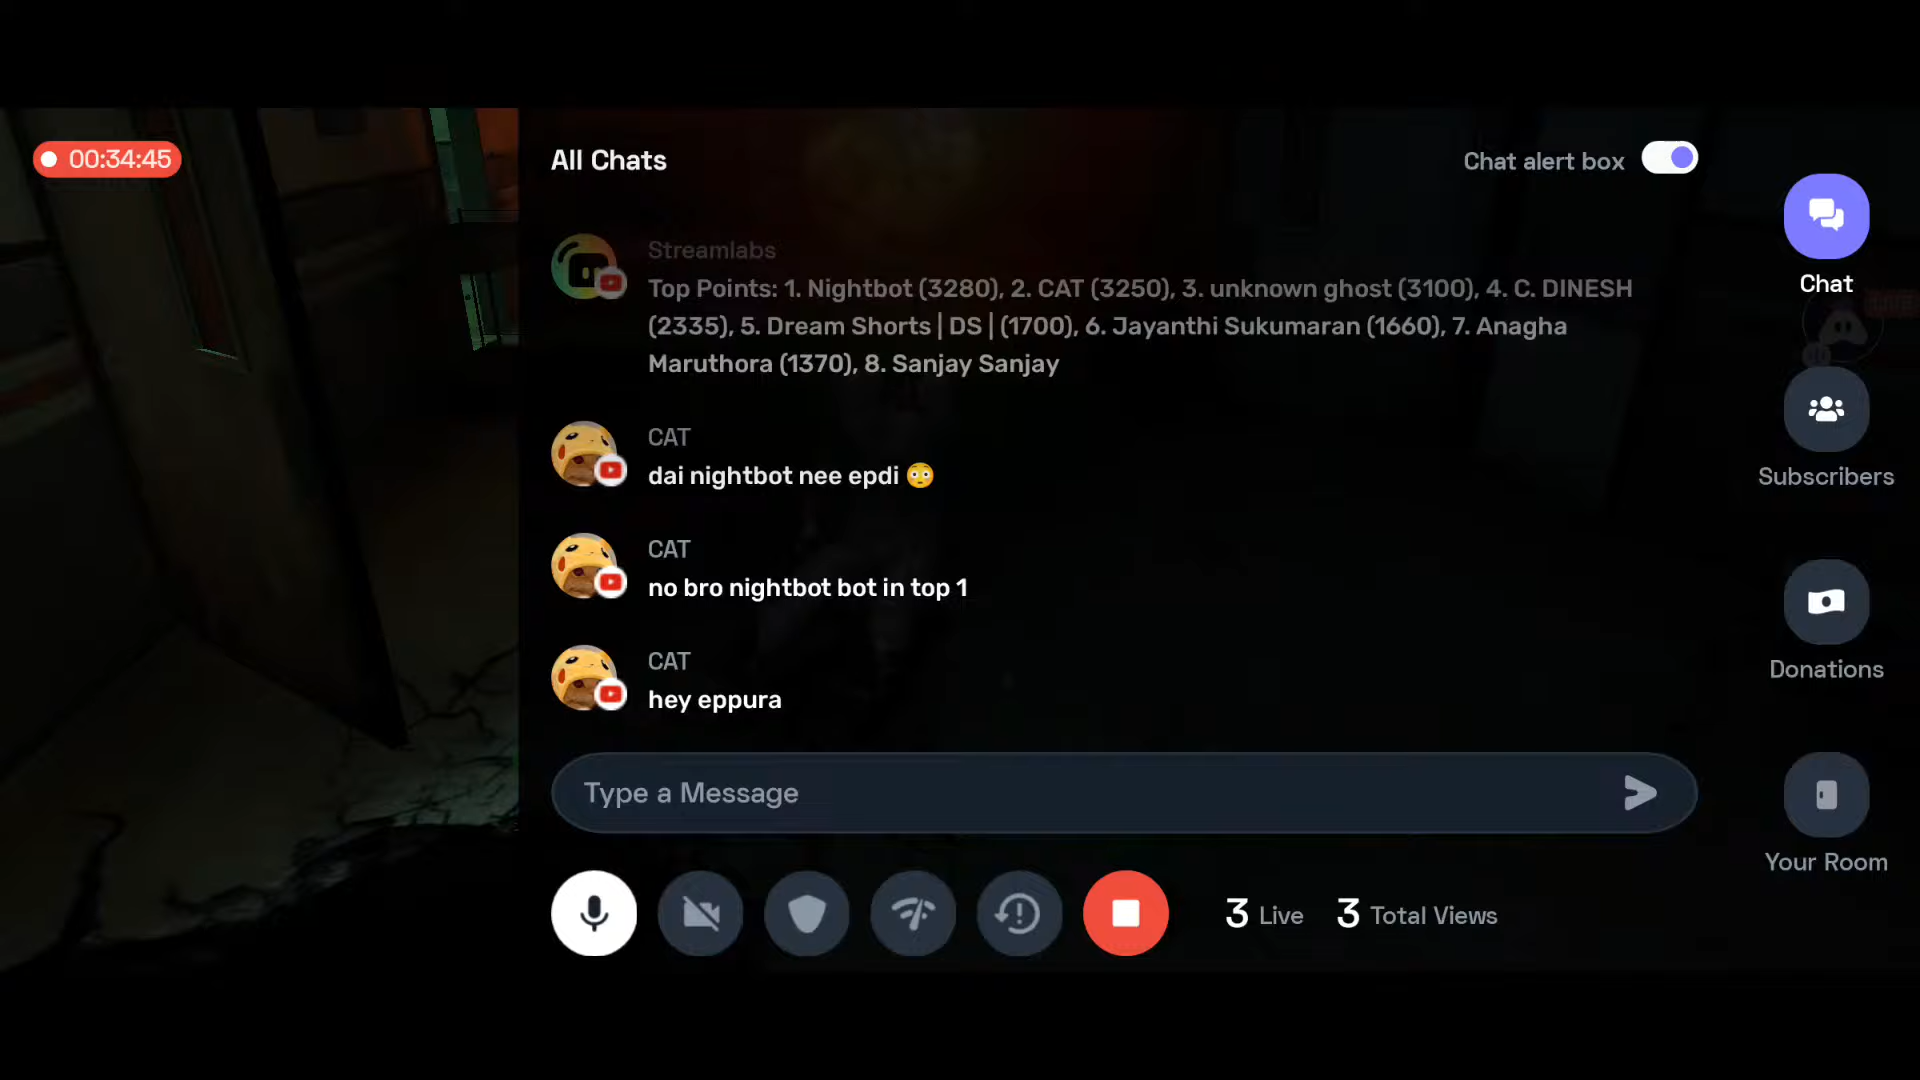 00:34:45
All Chats
Chat alert box
Streamlabs
Top Points: 1. Nightbot (3280), 2. CAT (3250), 3. unknown ghost (3100), 4. C. DINESH
(2335), 5. Dream Shorts | DS | (1700), 6. Jayanthi Sukumaran (1660), 7. Anagha
Maruthora (1370), 8. Sanjay Sanjay
CAT
dai nightbot nee epdi 😳
CAT
no bro nightbot bot in top 1
CAT
hey eppura
Type a Message
3 Live 3 Total Views
Chat
Subscribers
Donations
Your Room